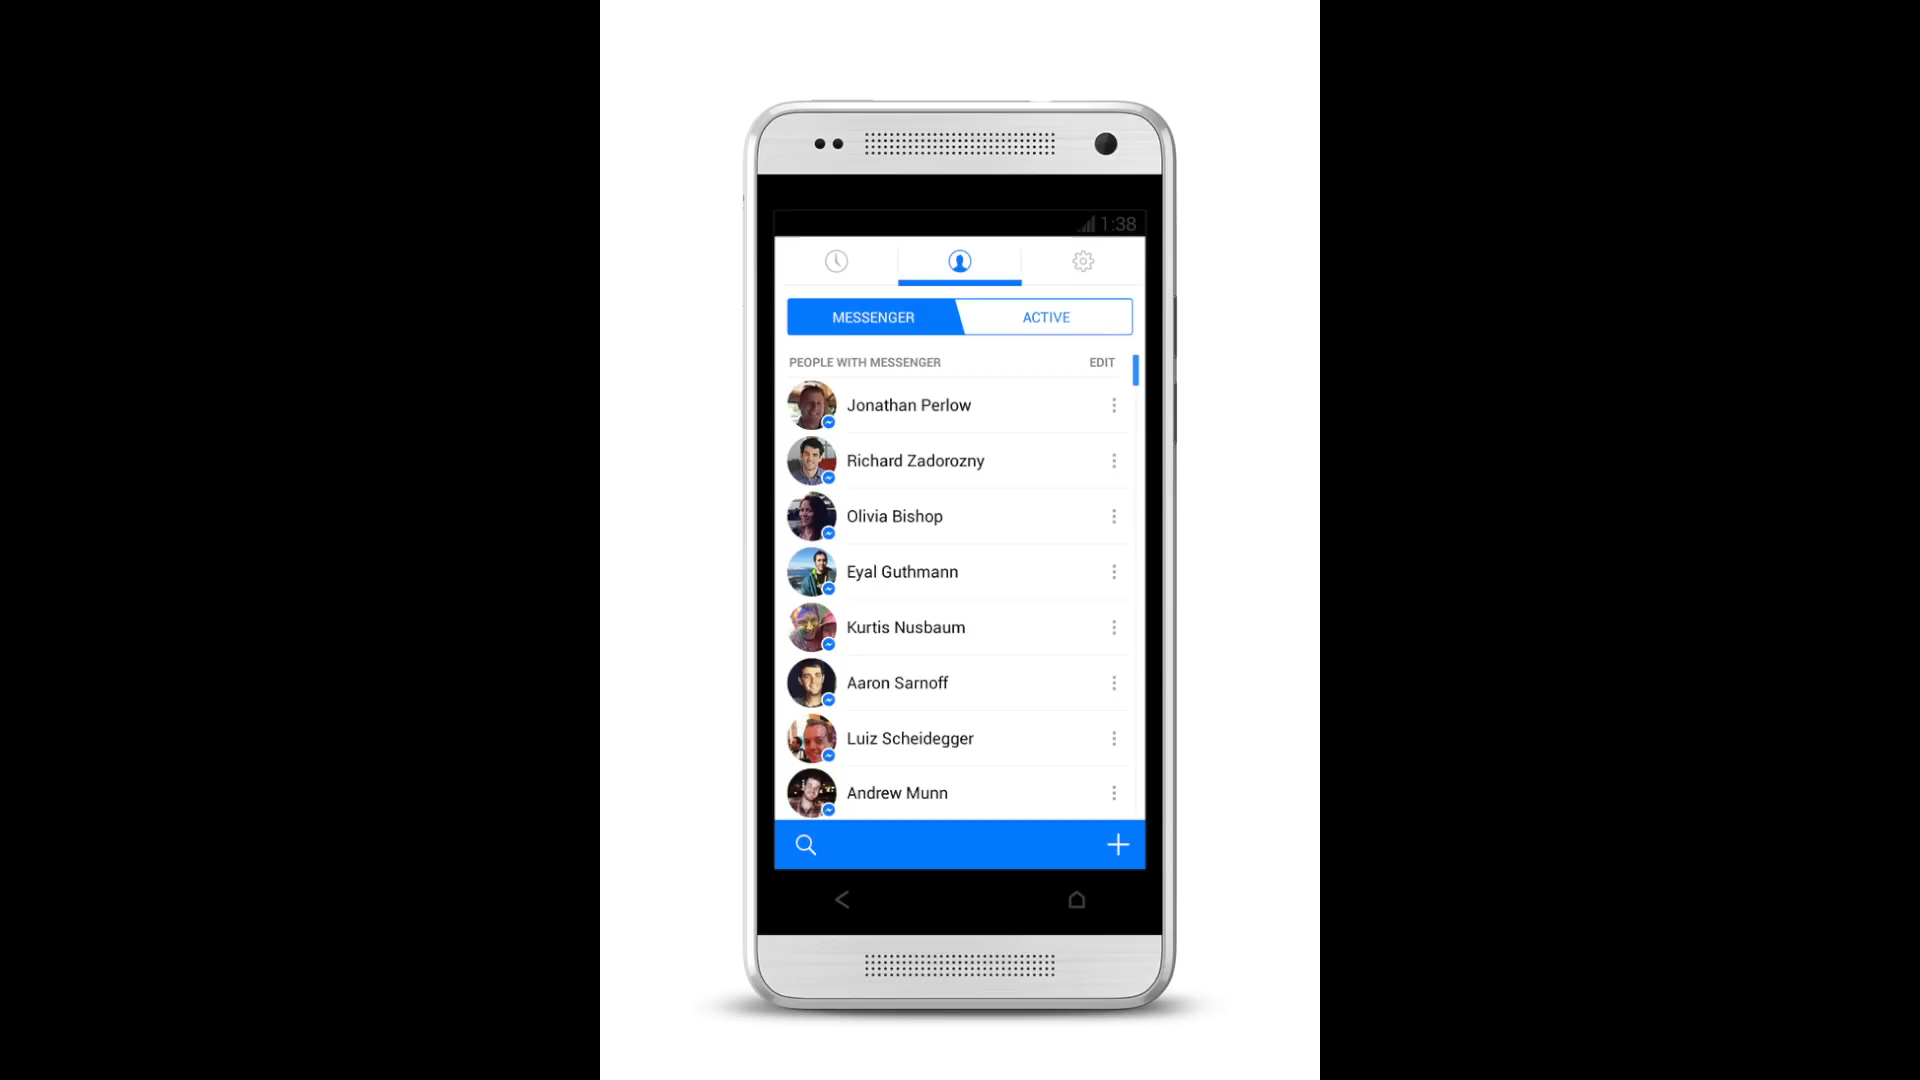 1:38
MESSENGER ACTIVE
PEOPLE WITH MESSENGER EDIT
Jonathan Perlow
Richard Zadorozny
Olivia Bishop
Eyal Guthmann
Kurtis Nusbaum
Aaron Sarnoff
Luiz Scheidegger
Andrew Munn